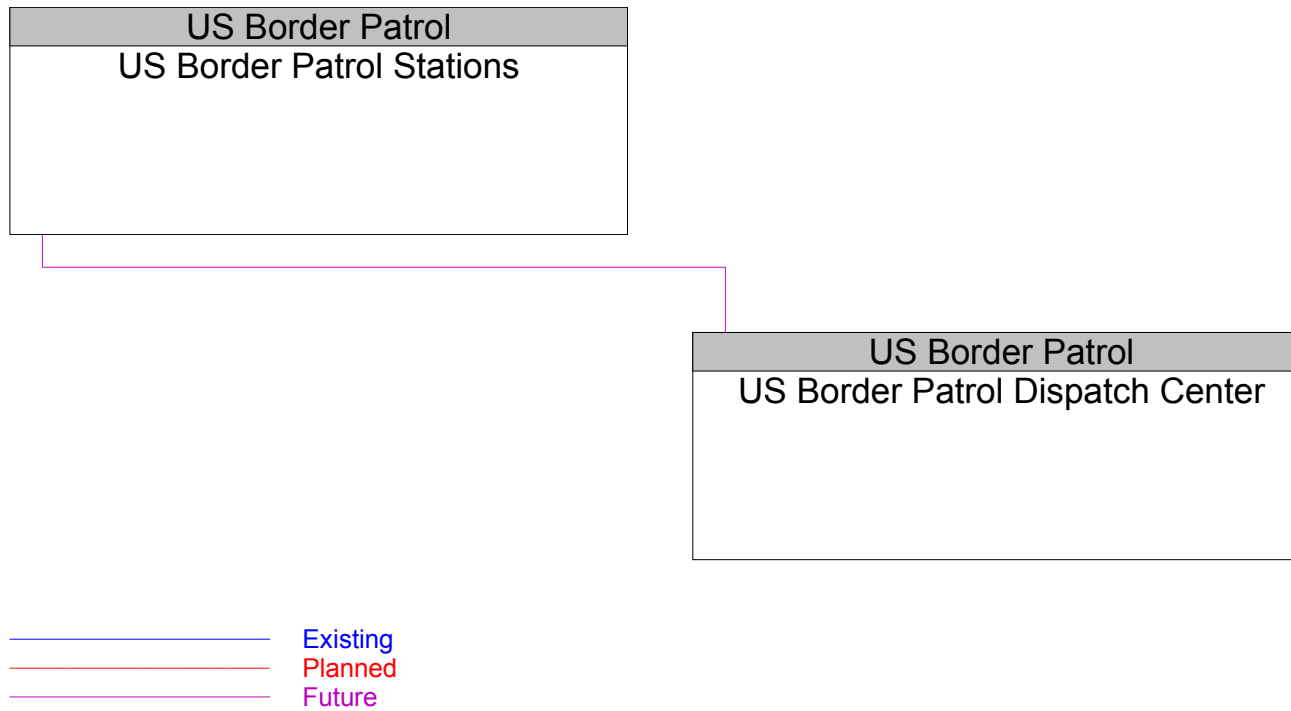 US Border Patrol
US Border Patrol Stations
US Border Patrol
US Border Patrol Dispatch Center
Existing
Planned
Future